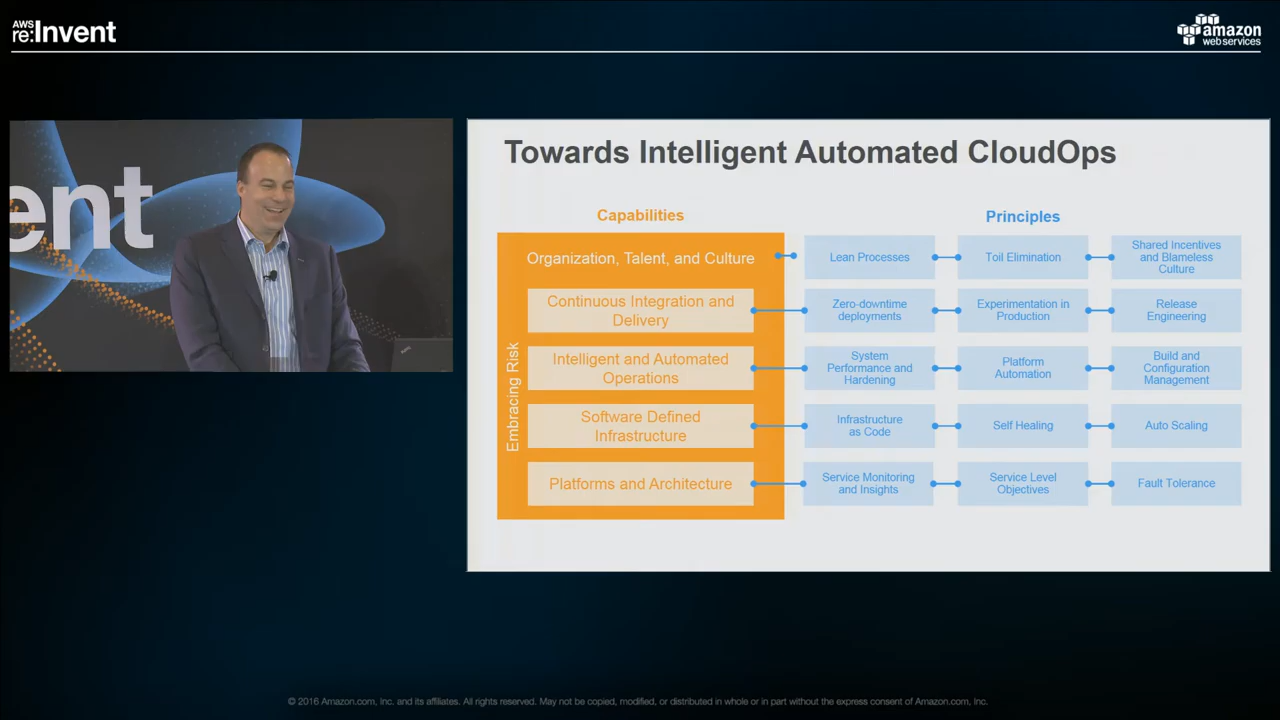 AWS
re:Invent
amazon
web services
ent
Towards Intelligent Automated CloudOps
Capabilities
Principles
Embracing Risk
Organization, Talent, and Culture
Lean Processes
Toil Elimination
Shared Incentives
and Blameless
Culture
Continuous Integration and
Delivery
Zero-downtime
deployments
Experimentation in
Production
Release
Engineering
Intelligent and Automated
Operations
System
Performance and
Hardening
Platform
Automation
Build and
Configuration
Management
Software Defined
Infrastructure
Infrastructure
as Code
Self Healing
Auto Scaling
Platforms and Architecture
Service Monitoring
and Insights
Service Level
Objectives
Fault Tolerance
© 2016 Amazon.com, Inc. and its affiliates. All rights reserved. May not be copied, modified, or distributed in whole or in part without the express consent of Amazon.com, Inc.